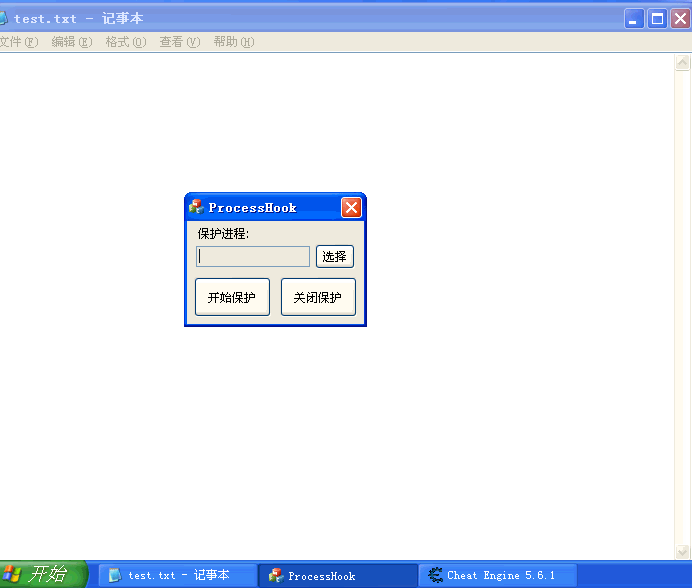 test.txt - 记事本
文件(F) 编辑(E) 格式(O) 查看(V) 帮助(H)
ProcessHook
保护进程:
选择
开始保护 关闭保护
开始 test.txt - 记事本 ProcessHook Cheat Engine 5.6.1